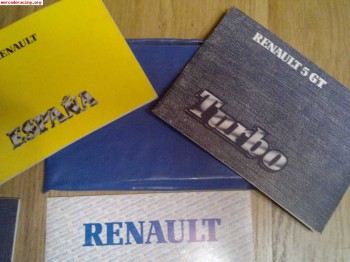 mercadoracing.org
RENAULT
ESPAÑA
RENAULT 5 GT
Turbo
RENAULT